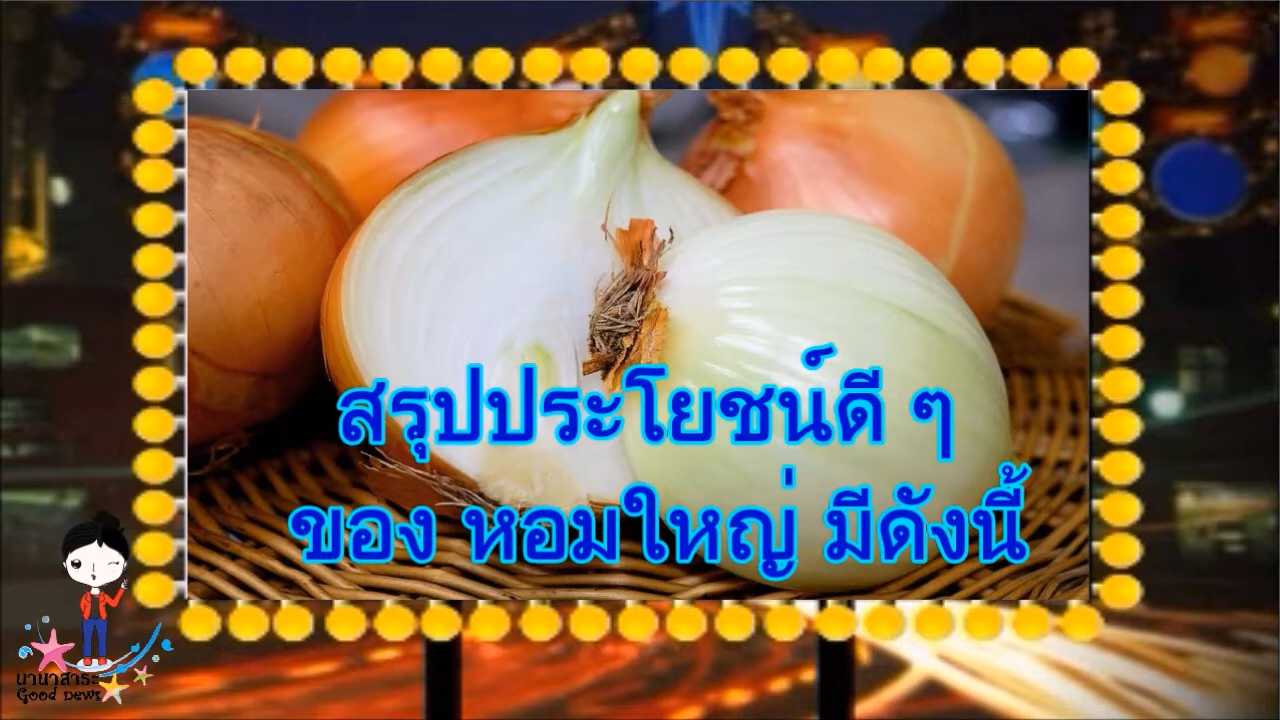 สรุปประโยชน์ดี ๆ
ของ หอมใหญ่ มีดังนี้
นานาสาระ
Good news